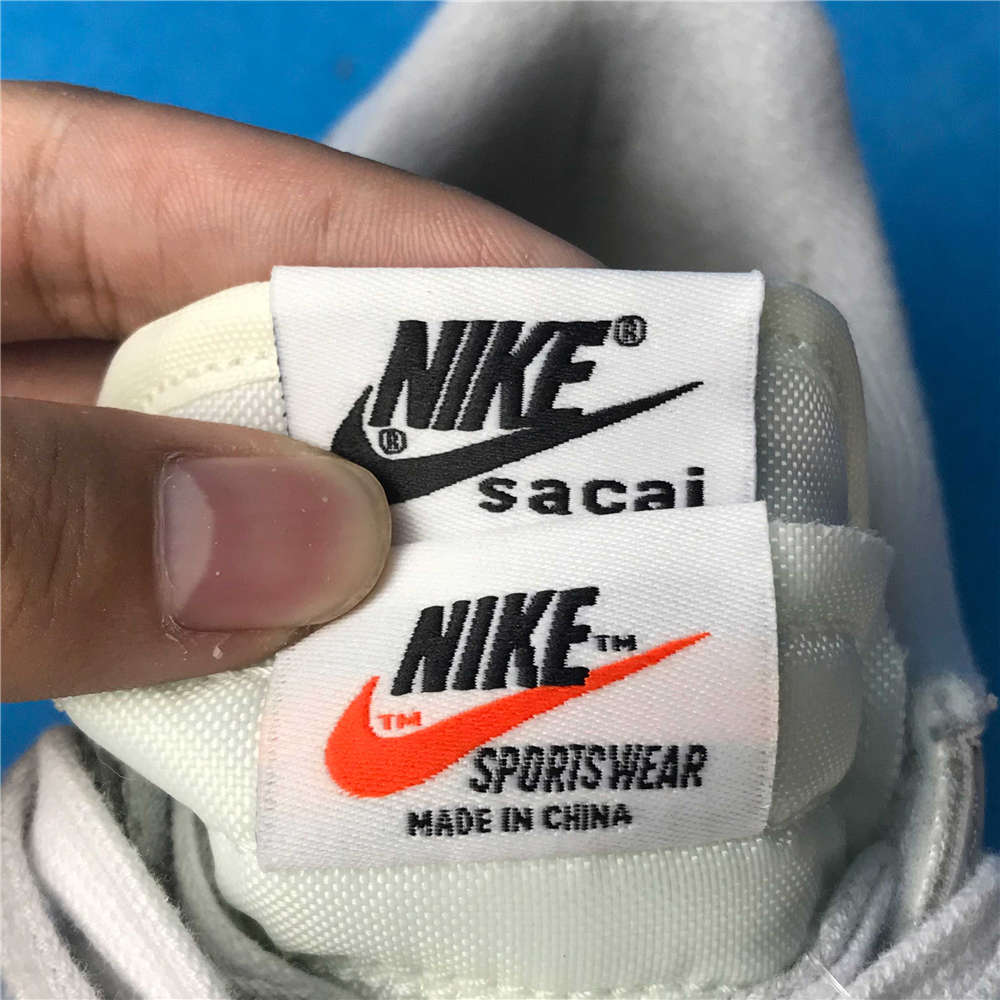 NIKE®
®
sacai
NIKE™
™
SPORTSWEAR
MADE IN CHINA